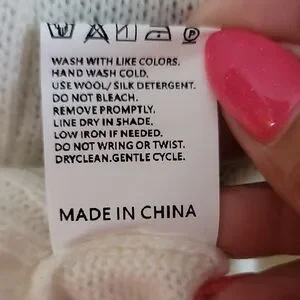 WASH WITH LIKE COLORS.
HAND WASH COLD.
USE WOOL/ SILK DETERGENT.
DO NOT BLEACH.
REMOVE PROMPTLY.
LINE DRY IN SHADE.
LOW IRON IF NEEDED.
DO NOT WRING OR TWIST.
DRYCLEAN.GENTLE CYCLE.
MADE IN CHINA